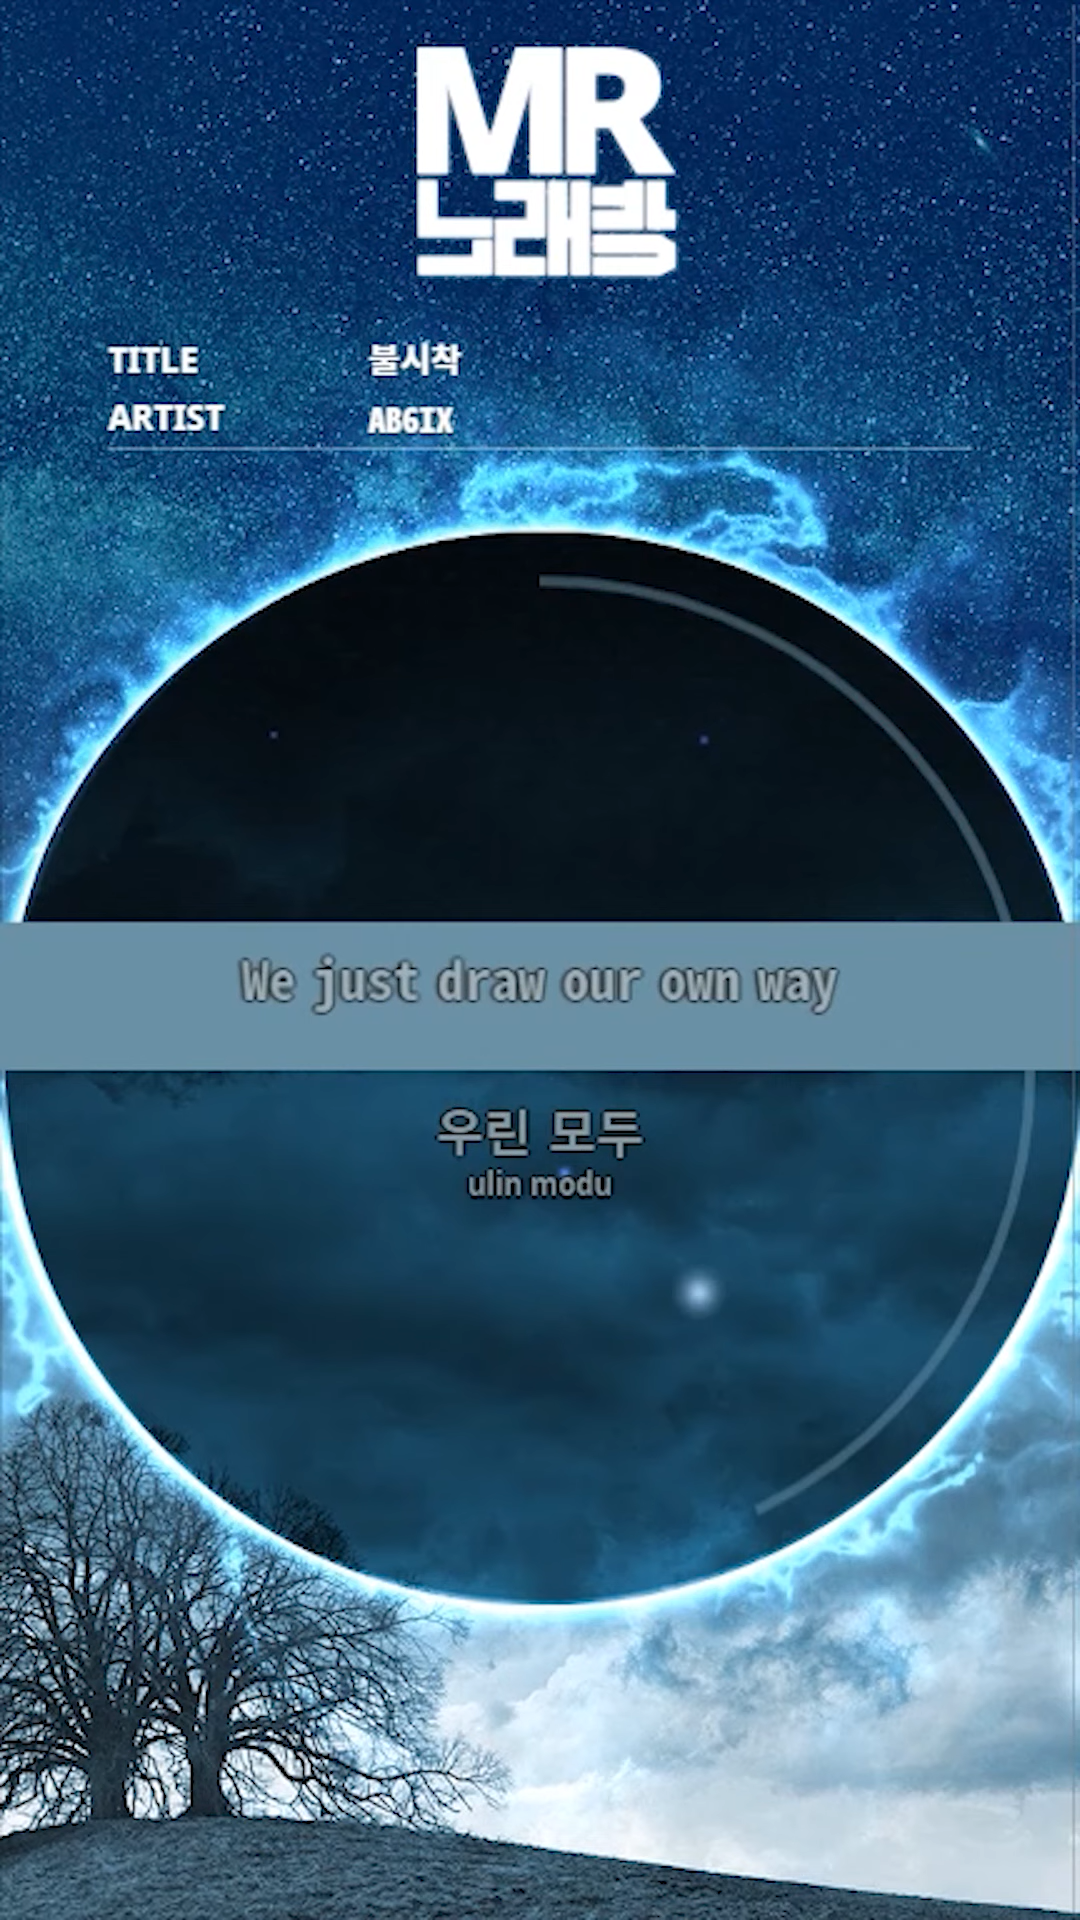 MR
노래방
TITLE 불시착
ARTIST AB6IX
We just draw our own way
우린 모두
ulin modu